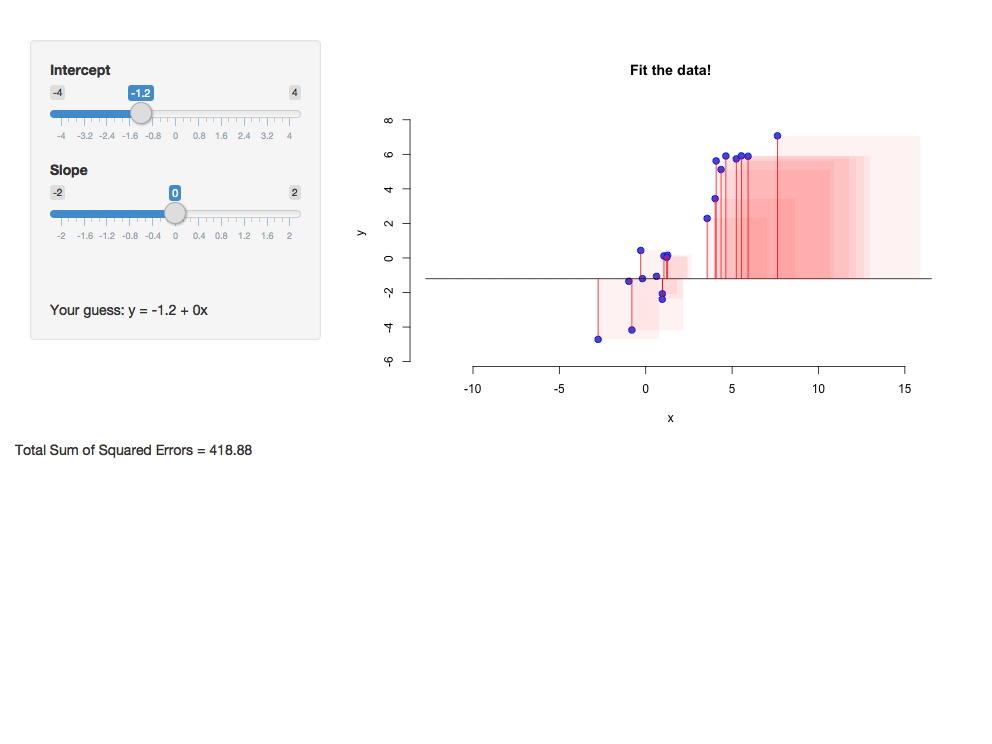 Intercept
-4 -1.2 4
-4 -3.2 -2.4 -1.6 -0.8 0 0.8 1.6 2.4 3.2 4
Slope
-2 0 2
-2 -1.6 -1.2 -0.8 -0.4 0 0.4 0.8 1.2 1.6 2
Your guess: y = -1.2 + 0x
Fit the data!
8
6
4
2
0
-2
-4
-6
y
-10 -5 0 5 10 15
x
Total Sum of Squared Errors = 418.88